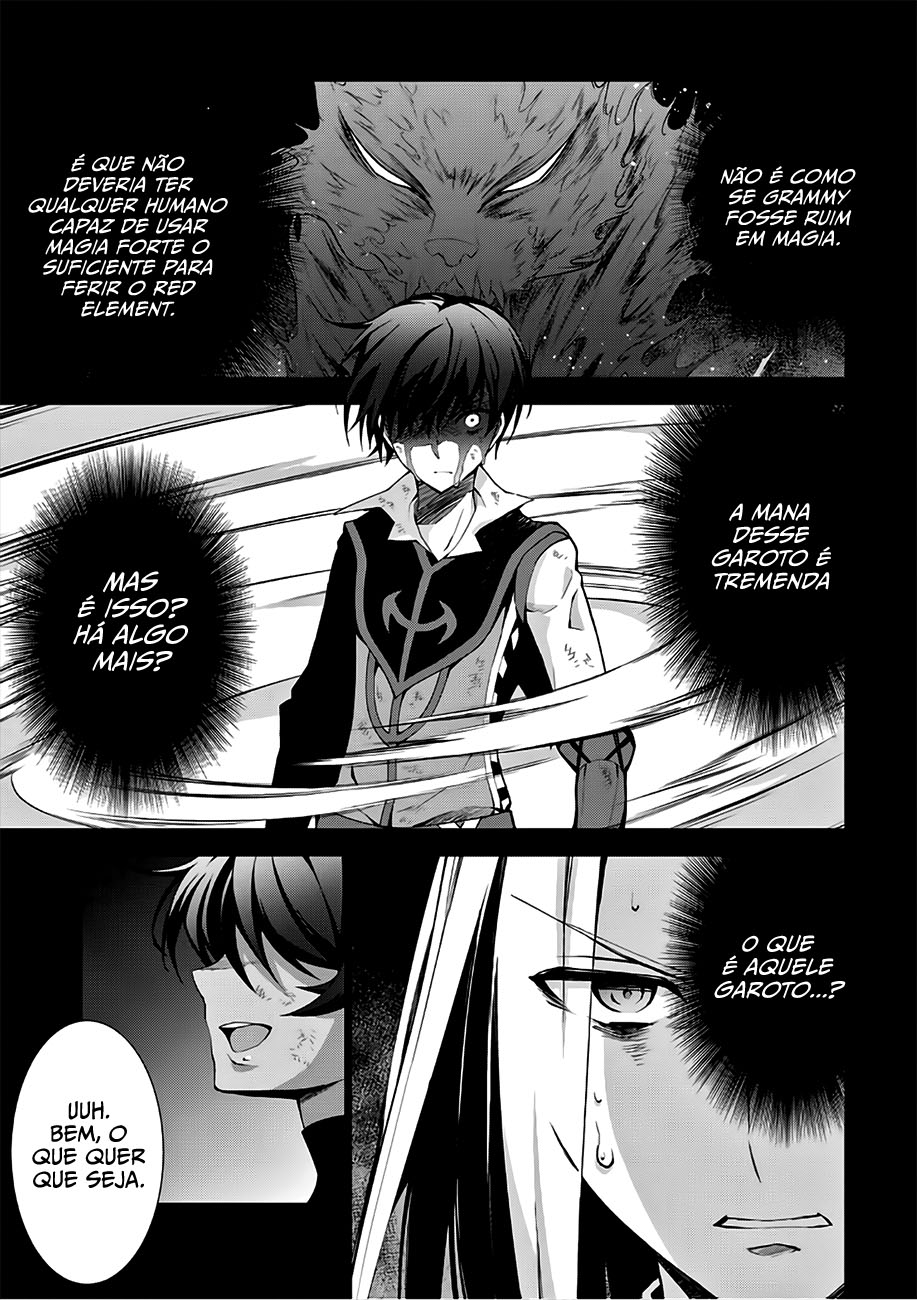 NÃO É COMO
SE GRAMMY
FOSSE RUIM
EM MAGIA.
É QUE NÃO
DEVERIA TER
QUALQUER HUMANO
CAPAZ DE USAR
MAGIA FORTE O
SUFICIENTE PARA
FERIR O RED
ELEMENT.
A MANA
DESSE
GAROTO É
TREMENDA
MAS
É ISSO?
HÁ ALGO
MAIS?
O QUE
É AQUELE
GAROTO...?
UUH.
BEM, O
QUE QUER
QUE SEJA.